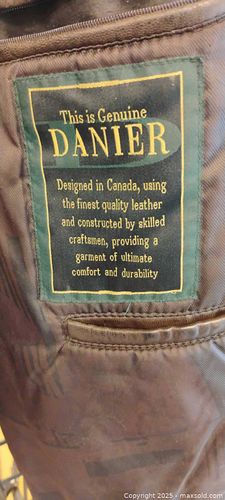 This is Genuine
DANIER
Designed in Canada, using
the finest quality leather
and constructed by skilled
craftsmen, providing a
garment of ultimate
comfort and durability
Copyright 2025 - maxsold.com